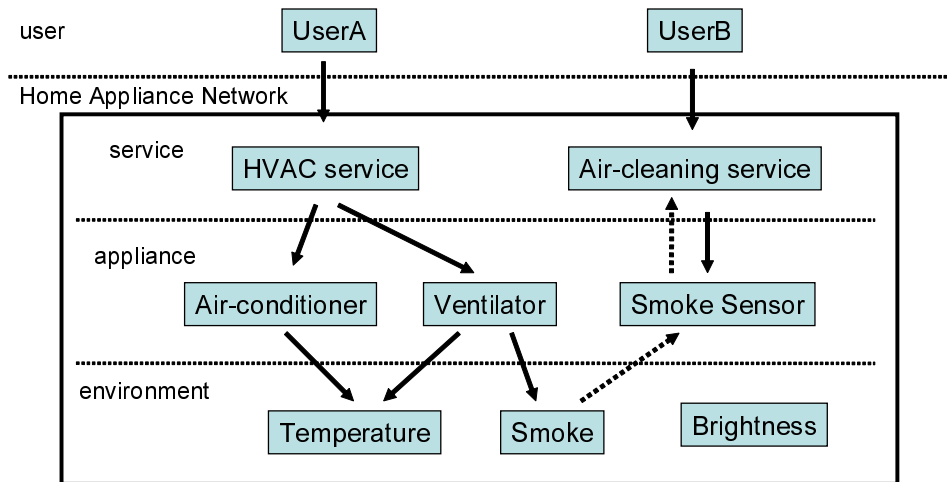 user
UserA
UserB
Home Appliance Network
service
HVAC service
Air-cleaning service
appliance
Air-conditioner
Ventilator
Smoke Sensor
environment
Temperature
Smoke
Brightness